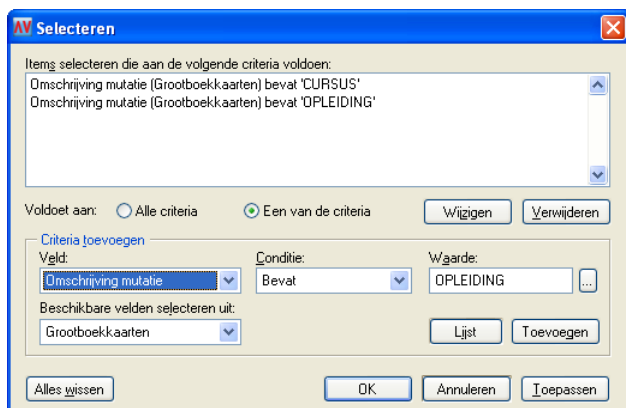 Selecteren
Items selecteren die aan de volgende criteria voldoen:
Omschrijving mutatie (Grootboekkaarten) bevat 'CURSUS'
Omschrijving mutatie (Grootboekkaarten) bevat 'OPLEIDING'
Voldoet aan: Alle criteria Een van de criteria Wijzigen Verwijderen
Criteria toevoegen
Veld: Conditie: Waarde:
Omschrijving mutatie Bevat OPLEIDING ...
Beschikbare velden selecteren uit:
Grootboekkaarten Lijst Toevoegen
Alles wissen OK Annuleren Toepassen